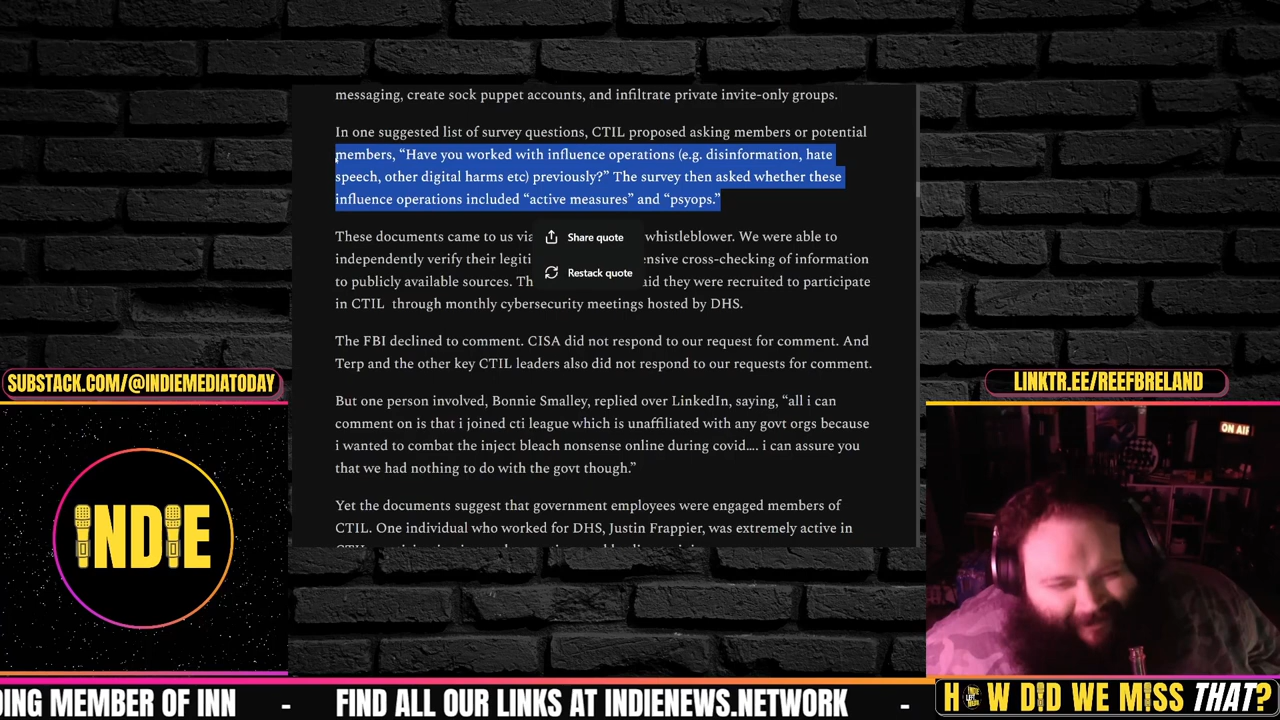 messaging, create sock puppet accounts, and infiltrate private invite-only groups.
In one suggested list of survey questions, CTIL proposed asking members or potential
members, “Have you worked with influence operations (e.g. disinformation, hate
speech, other digital harms etc) previously?” The survey then asked whether these
influence operations included “active measures” and “psyops.”
Share quote
Restack quote
These documents came to us via whistleblower. We were able to
independently verify their legiti ensive cross-checking of information
to publicly available sources. Th aid they were recruited to participate
in CTIL through monthly cybersecurity meetings hosted by DHS.
The FBI declined to comment. CISA did not respond to our request for comment. And
Terp and the other key CTIL leaders also did not respond to our requests for comment.
But one person involved, Bonnie Smalley, replied over LinkedIn, saying, “all i can
comment on is that i joined cti league which is unaffiliated with any govt orgs because
i wanted to combat the inject bleach nonsense online during covid…. i can assure you
that we had nothing to do with the govt though.”
Yet the documents suggest that government employees were engaged members of
CTIL. One individual who worked for DHS, Justin Frappier, was extremely active in
SUBSTACK.COM/@INDIEMEDIATODAY
LINKTR.EE/REEFBRELAND
INDIE
ON AIR
DING MEMBER OF INN - FIND ALL OUR LINKS AT INDIENEWS.NETWORK -
HOW DID WE MISS THAT?